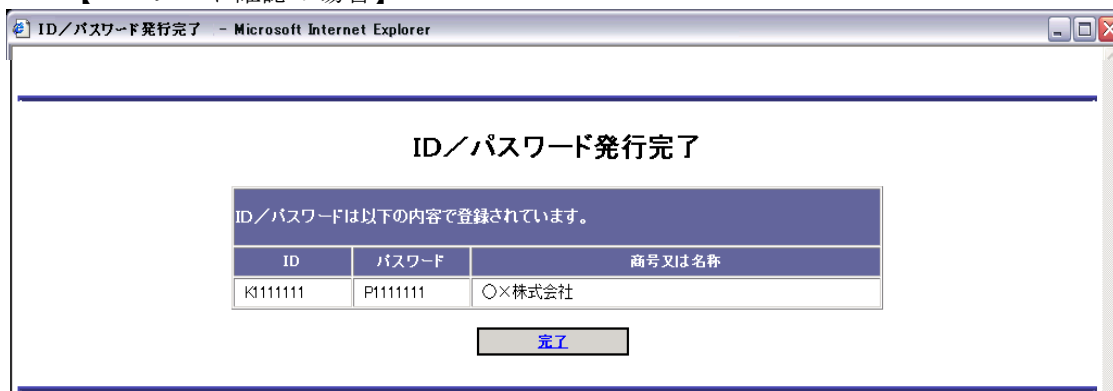 ID／パスワード発行完了 - Microsoft Internet Explorer
ID／パスワード発行完了
ID／パスワードは以下の内容で登録されています。
ID パスワード 商号又は名称
K1111111 P1111111 〇×株式会社
完了